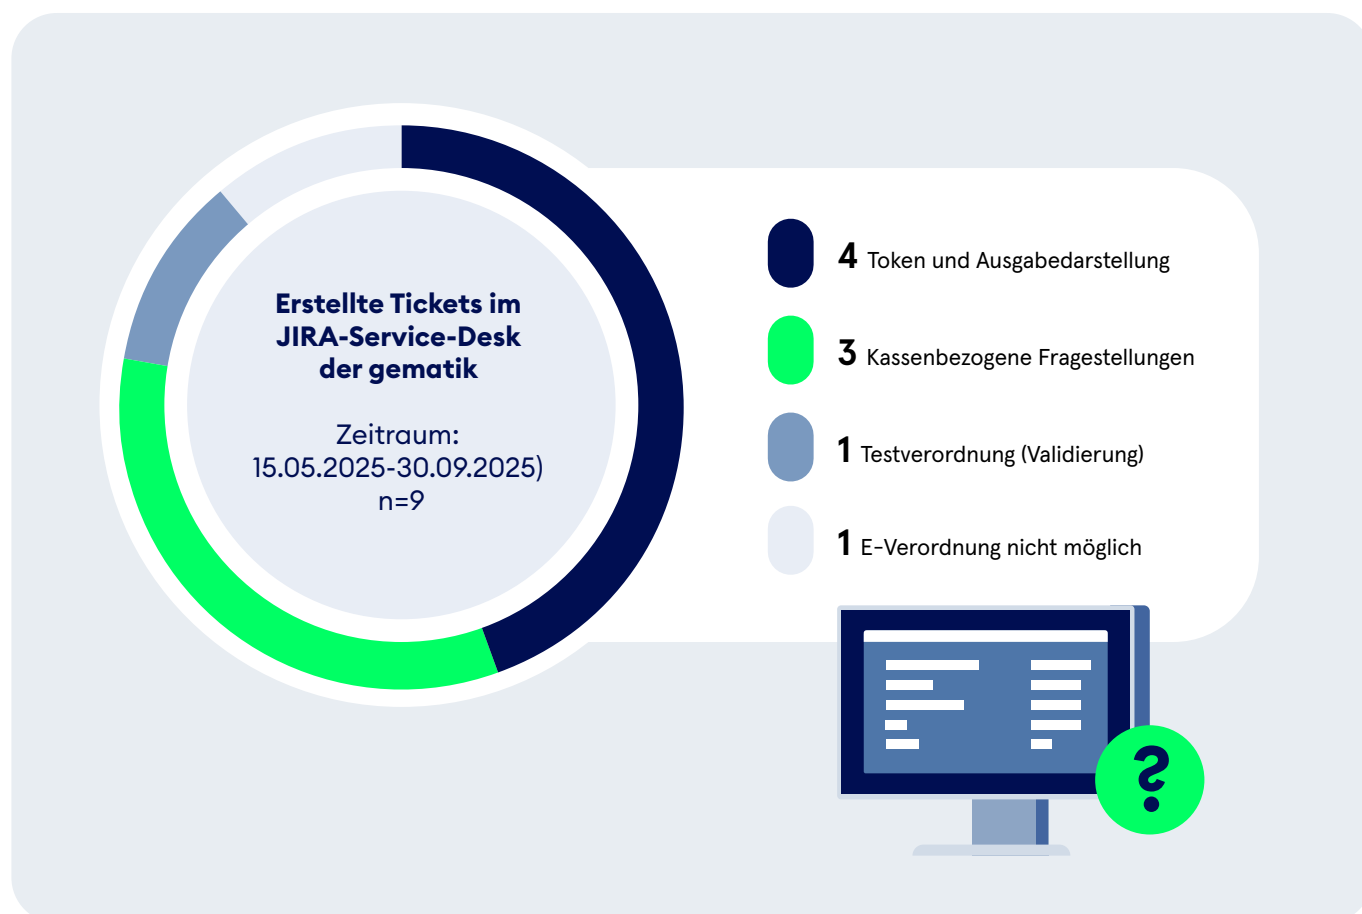 Erstellte Tickets im
JIRA-Service-Desk
der gematik
Zeitraum:
15.05.2025-30.09.2025)
n=9
4 Token und Ausgabedarstellung
3 Kassenbezogene Fragestellungen
1 Testverordnung (Validierung)
1 E-Verordnung nicht möglich
?